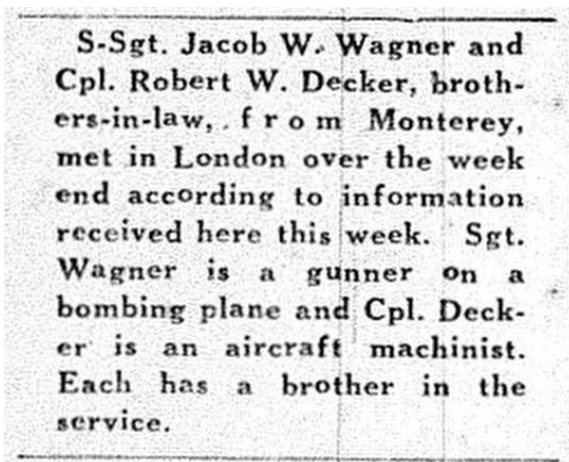 S-Sgt. Jacob W. Wagner and
Cpl. Robert W. Decker, broth-
ers-in-law, from Monterey,
met in London over the week
end according to information
received here this week. Sgt.
Wagner is a gunner on a
bombing plane and Cpl. Deck-
er is an aircraft machinist.
Each has a brother in the
service.